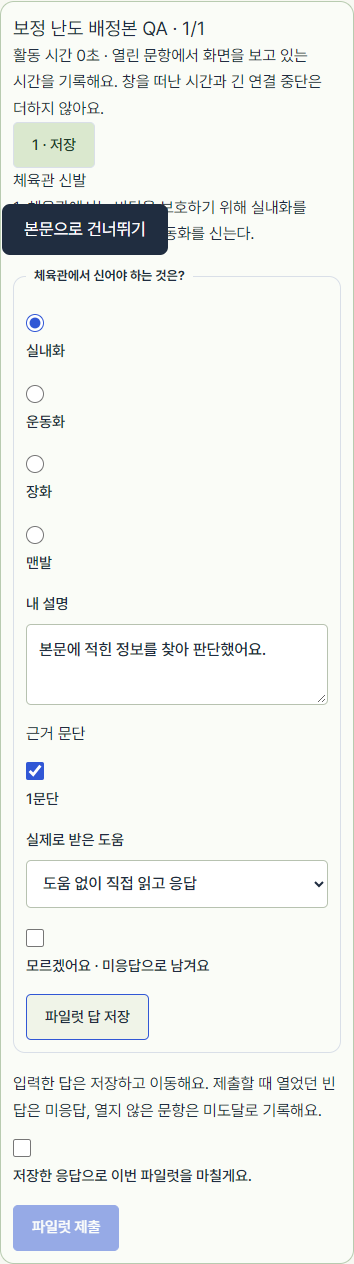 보정 난도 배정본 QA · 1/1
활동 시간 0초 · 열린 문항에서 화면을 보고 있는
시간을 기록해요. 창을 떠난 시간과 긴 연결 중단은
더하지 않아요.
1 · 저장
체육관 신발
보호하기 위해 실내화를
본문으로 건너뛰기
동화를 신는다.
체육관에서 신어야 하는 것은?
실내화
운동화
장화
맨발
내 설명
본문에 적힌 정보를 찾아 판단했어요.
근거 문단
1문단
실제로 받은 도움
도움 없이 직접 읽고 응답
모르겠어요 · 미응답으로 남겨요
파일럿 답 저장
입력한 답은 저장하고 이동해요. 제출할 때 열었던 빈
답은 미응답, 열지 않은 문항은 미도달로 기록해요.
저장한 응답으로 이번 파일럿을 마칠게요.
파일럿 제출